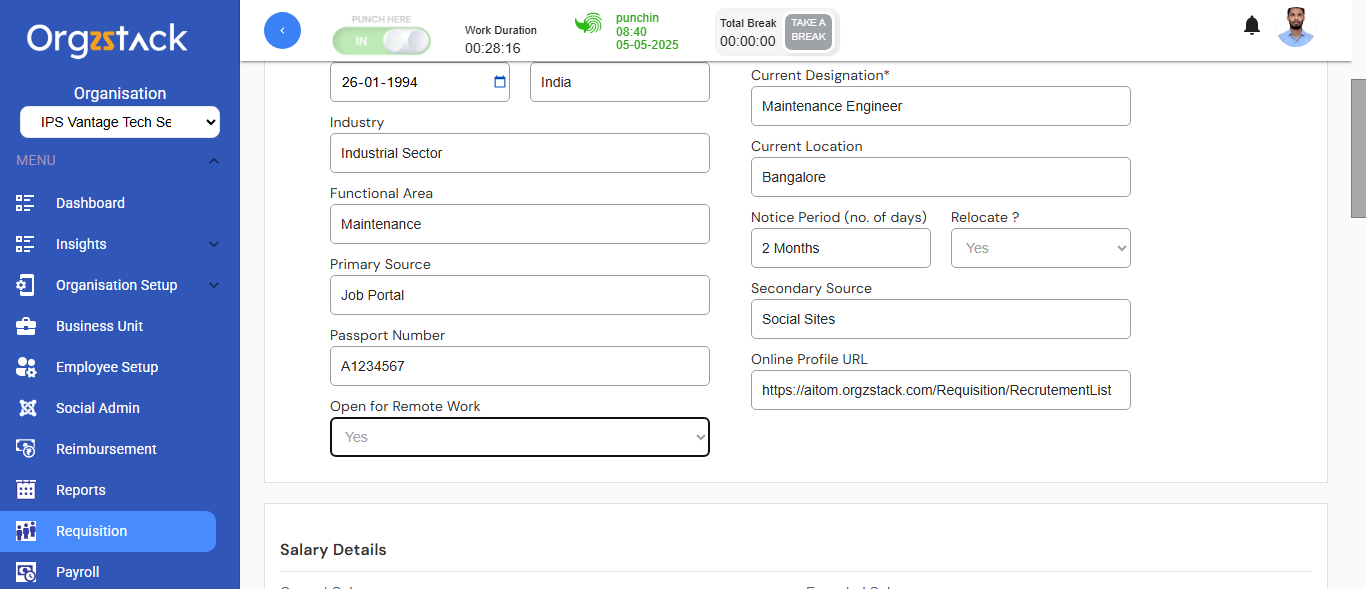 Orgzstack
Organisation
IPS Vantage Tech Se
MENU
Dashboard
Insights
Organisation Setup
Business Unit
Employee Setup
Social Admin
Reimbursement
Reports
Requisition
Payroll
PUNCH HERE
IN
Work Duration
00:28:16
punchin
08:40
05-05-2025
Total Break
00:00:00
TAKE A
BREAK
26-01-1994
India
Industry
Industrial Sector
Functional Area
Maintenance
Primary Source
Job Portal
Passport Number
A1234567
Open for Remote Work
Yes
Current Designation*
Maintenance Engineer
Current Location
Bangalore
Notice Period (no. of days) Relocate ?
2 Months Yes
Secondary Source
Social Sites
Online Profile URL
https://aitom.orgzstack.com/Requisition/RecrutementList
Salary Details